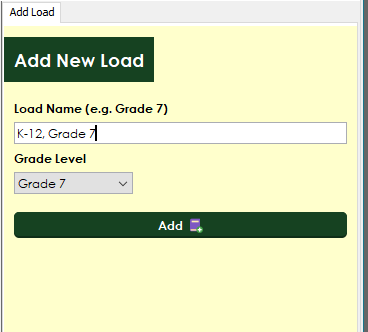 Add Load
Add New Load
Load Name (e.g. Grade 7)
K-12, Grade 7
Grade Level
Grade 7
Add